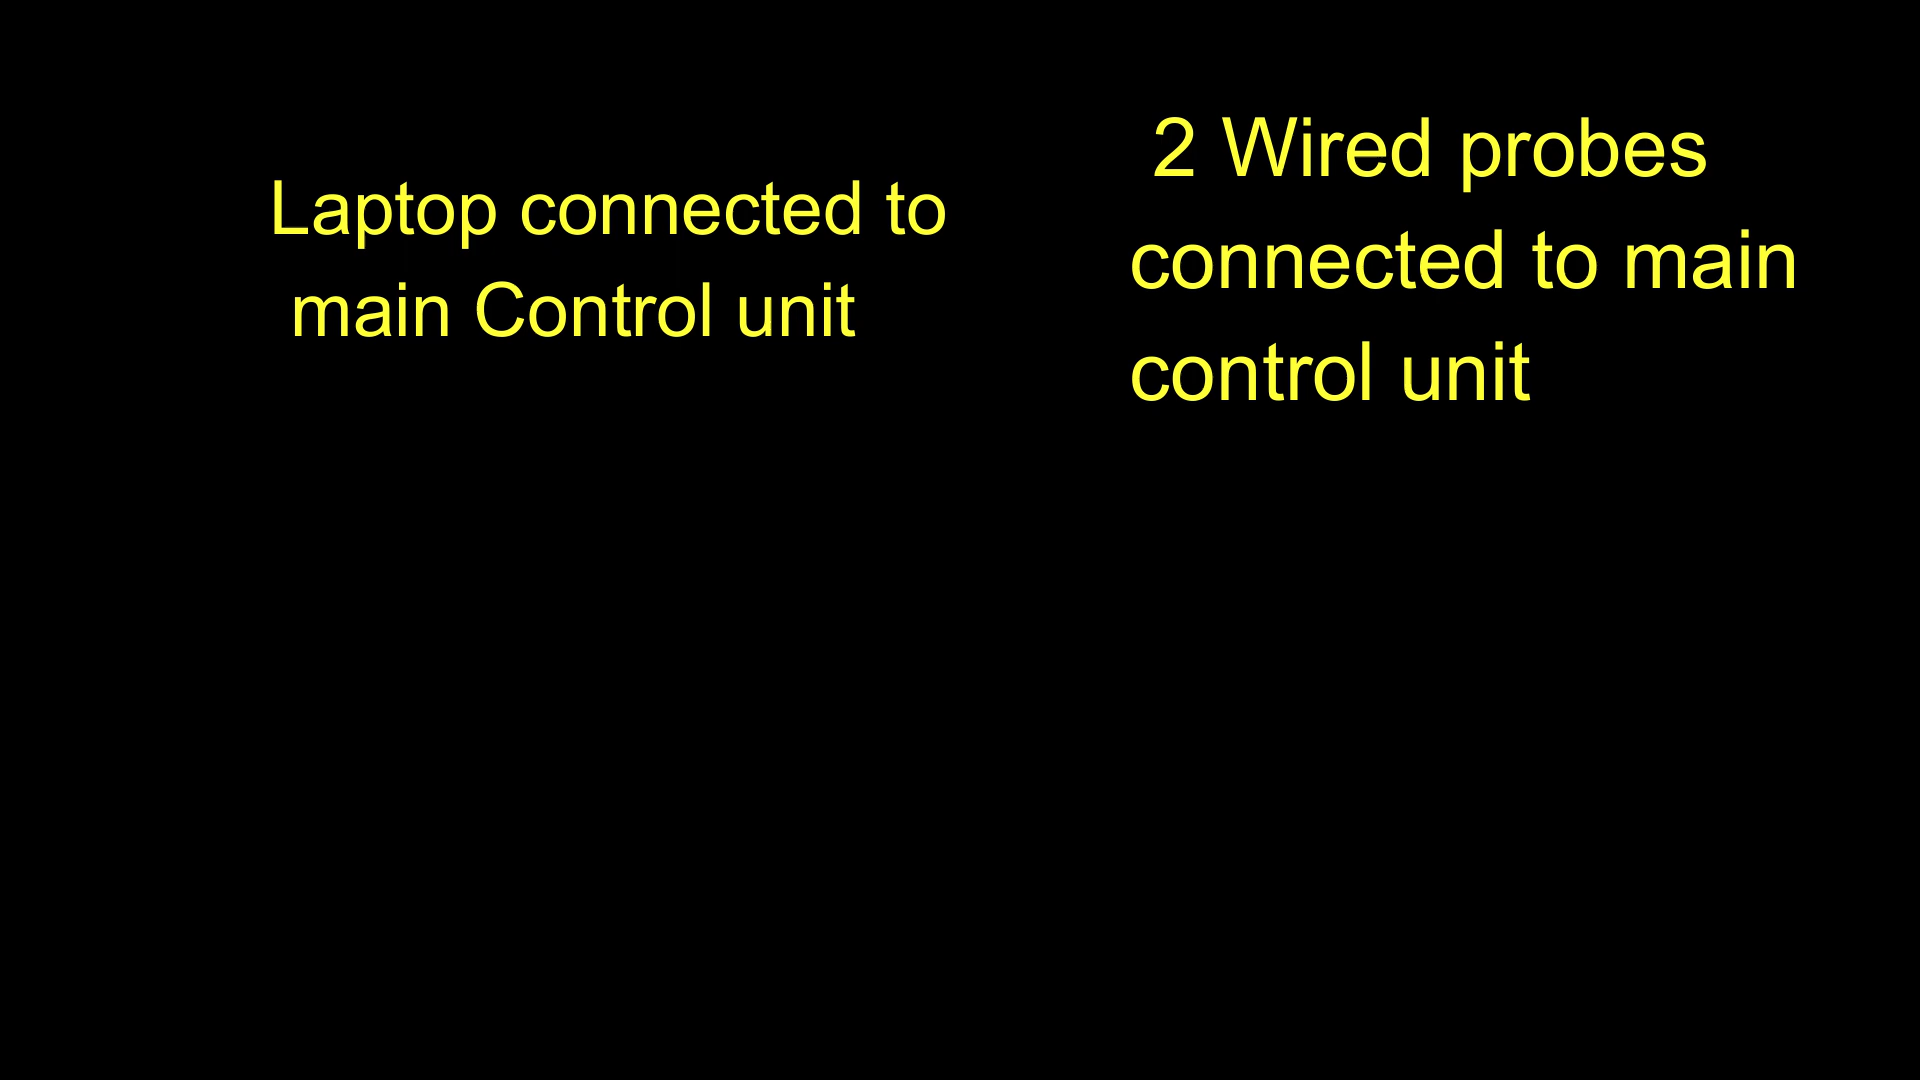 Laptop connected to
main Control unit
2 Wired probes
connected to main
control unit